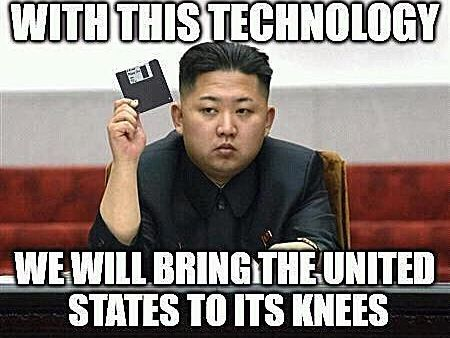 WITH THIS TECHNOLOGY
WE WILL BRING THE UNITED
STATES TO ITS KNEES